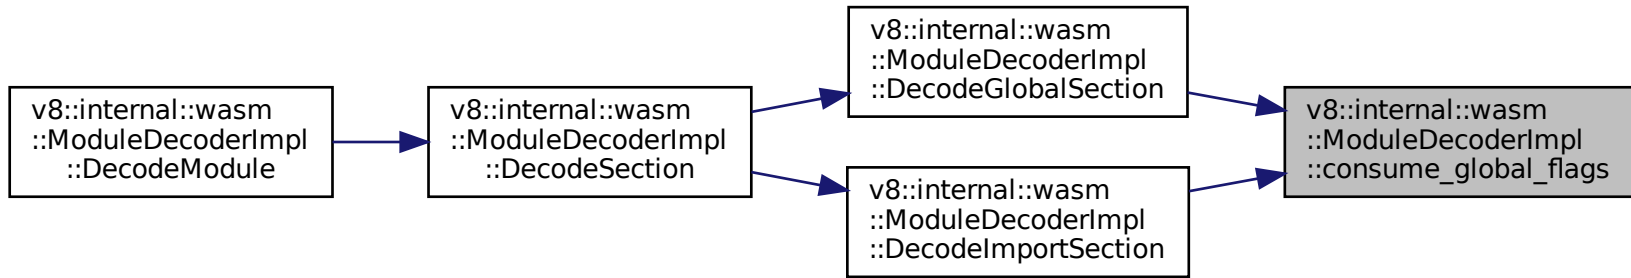 v8::internal::wasm
::ModuleDecoderImpl
::DecodeModule
v8::internal::wasm
::ModuleDecoderImpl
::DecodeSection
v8::internal::wasm
::ModuleDecoderImpl
::DecodeGlobalSection
v8::internal::wasm
::ModuleDecoderImpl
::DecodeImportSection
v8::internal::wasm
::ModuleDecoderImpl
::consume_global_flags